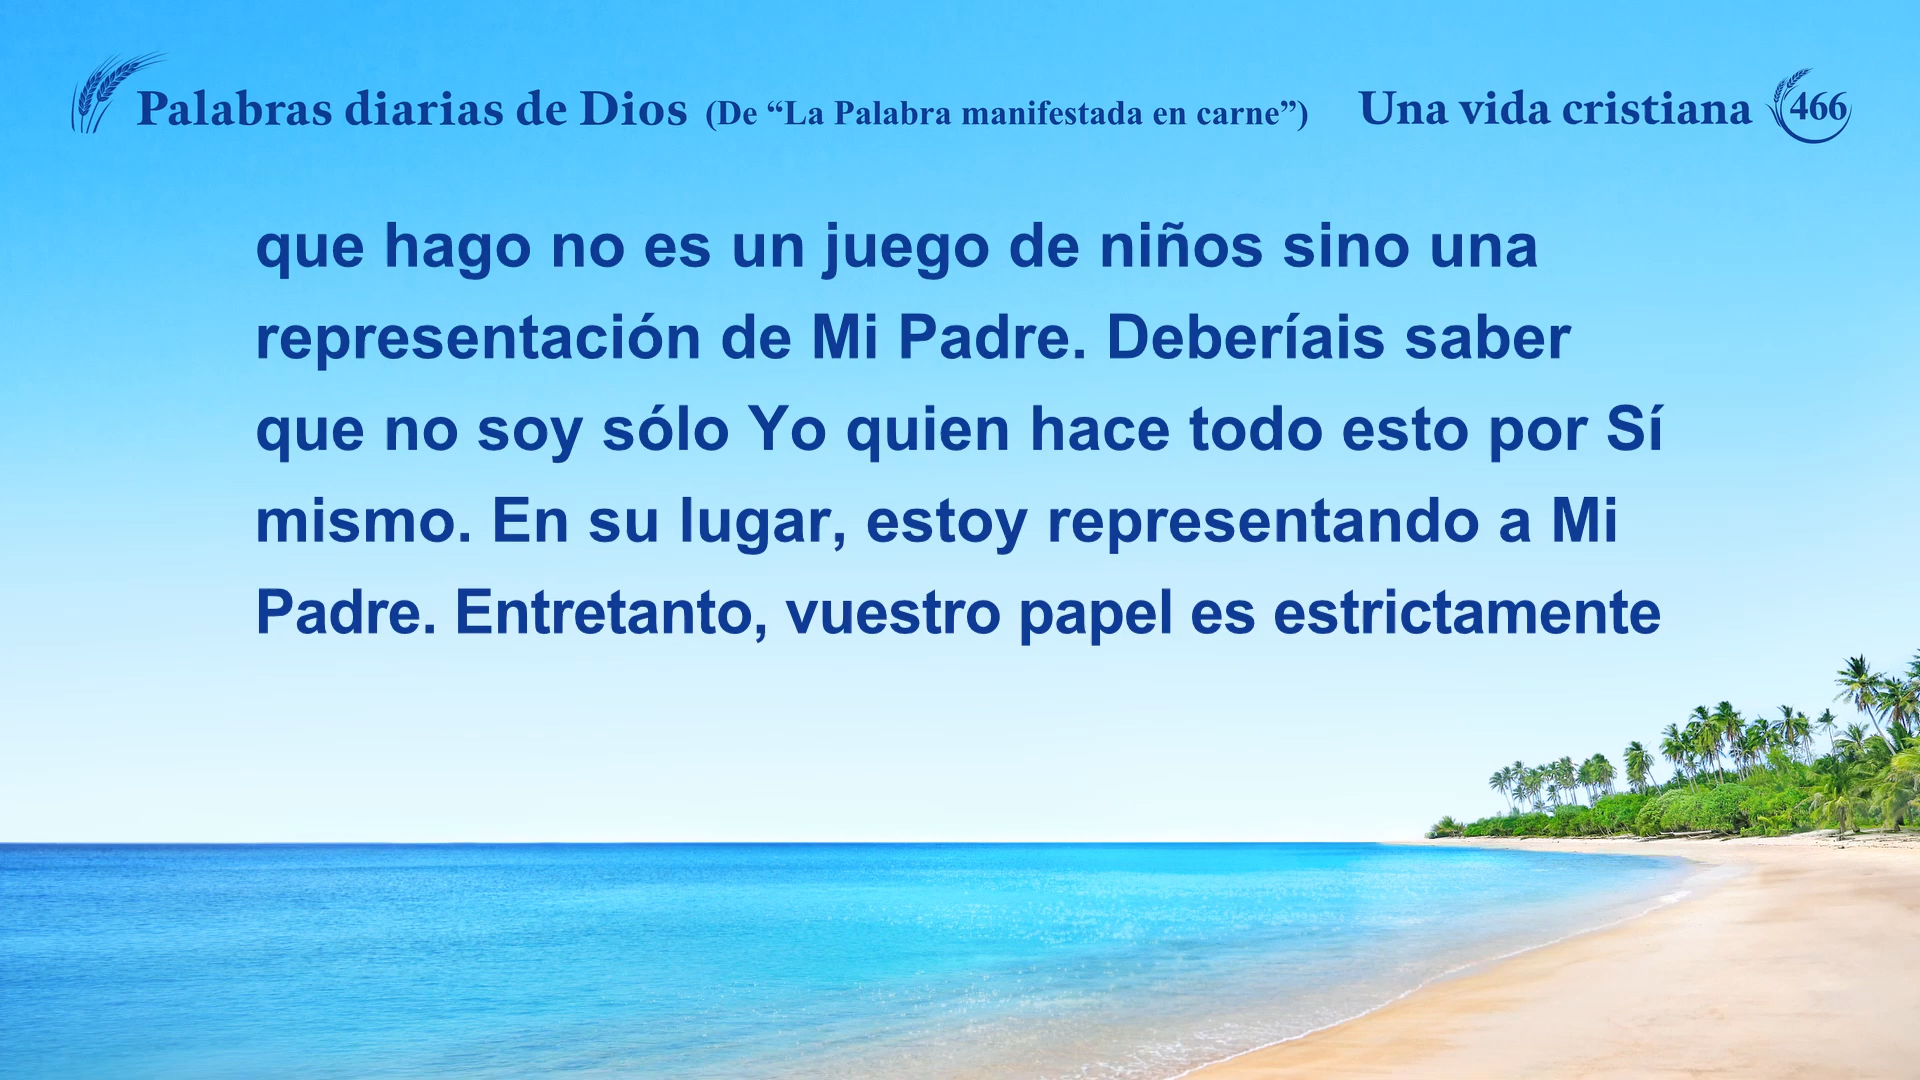 Palabras diarias de Dios (De “La Palabra manifestada en carne”) Una vida cristiana 466
que hago no es un juego de niños sino una
representación de Mi Padre. Deberíais saber
que no soy sólo Yo quien hace todo esto por Sí
mismo. En su lugar, estoy representando a Mi
Padre. Entretanto, vuestro papel es estrictamente